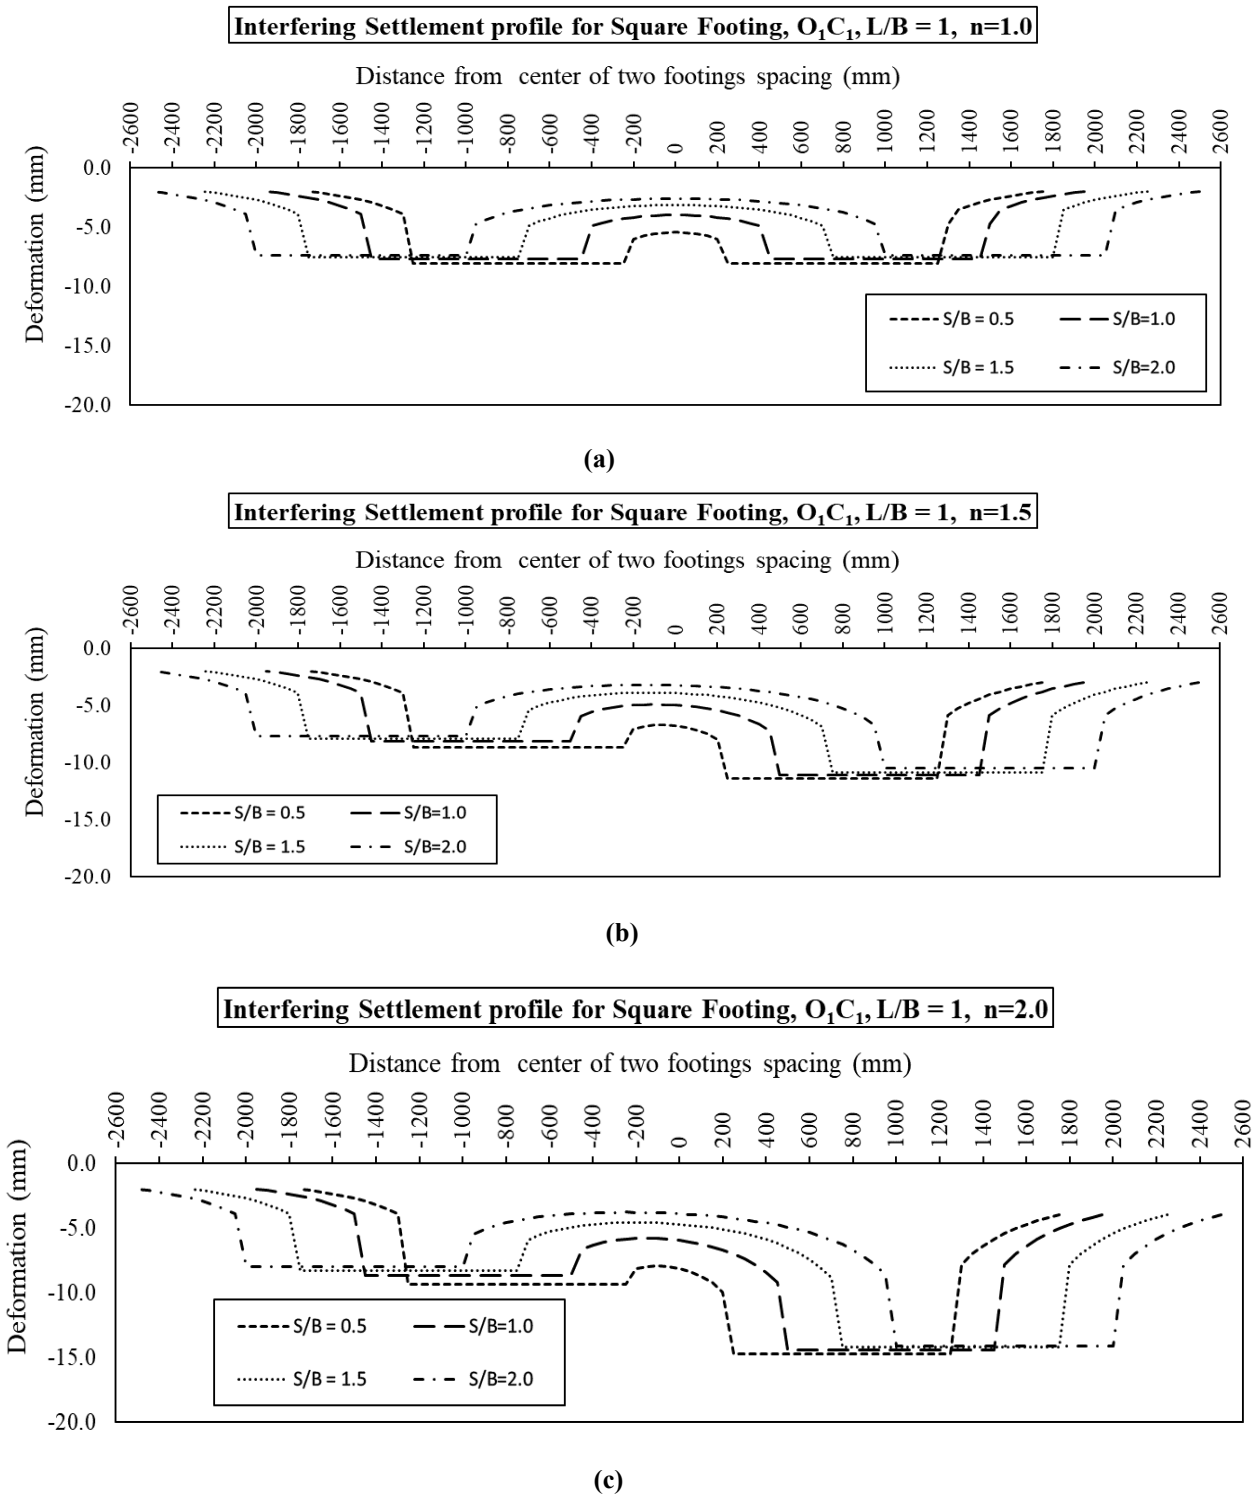 Interfering Settlement profile for Square Footing, O₁C₁, L/B = 1, n=1.0
Distance from center of two footings spacing (mm)
-2600 -2400 -2200 -2000 -1800 -1600 -1400 -1200 -1000 -800 -600 -400 -200 0 200 400 600 800 1000 1200 1400 1600 1800 2000 2200 2400 2600
Deformation (mm)
0.0
-5.0
-10.0
-15.0
-20.0
S/B = 0.5 S/B=1.0
S/B = 1.5 S/B=2.0
(a)
Interfering Settlement profile for Square Footing, O₁C₁, L/B = 1, n=1.5
Distance from center of two footings spacing (mm)
-2600 -2400 -2200 -2000 -1800 -1600 -1400 -1200 -1000 -800 -600 -400 -200 0 200 400 600 800 1000 1200 1400 1600 1800 2000 2200 2400 2600
Deformation (mm)
0.0
-5.0
-10.0
-15.0
-20.0
S/B = 0.5 S/B=1.0
S/B = 1.5 S/B=2.0
(b)
Interfering Settlement profile for Square Footing, O₁C₁, L/B = 1, n=2.0
Distance from center of two footings spacing (mm)
-2600 -2400 -2200 -2000 -1800 -1600 -1400 -1200 -1000 -800 -600 -400 -200 0 200 400 600 800 1000 1200 1400 1600 1800 2000 2200 2400 2600
Deformation (mm)
0.0
-5.0
-10.0
-15.0
-20.0
S/B = 0.5 S/B=1.0
S/B = 1.5 S/B=2.0
(c)